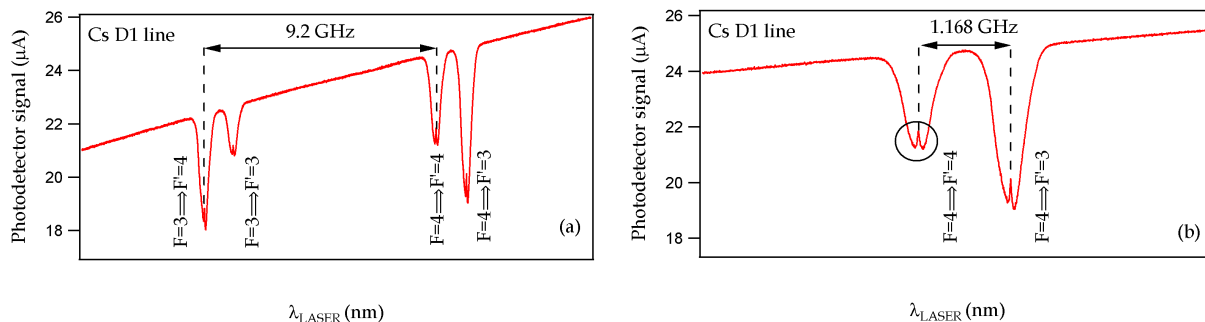 Photodetector signal (μA)
26
24
22
20
18
Cs D1 line
9.2 GHz
F=3⟹F'=4
F=3⟹F'=3
F=4⟹F'=4
F=4⟹F'=3
(a)
λLASER (nm)
Photodetector signal (μA)
26
24
22
20
18
Cs D1 line
1.168 GHz
F=4⟹F'=4
F=4⟹F'=3
(b)
λLASER (nm)